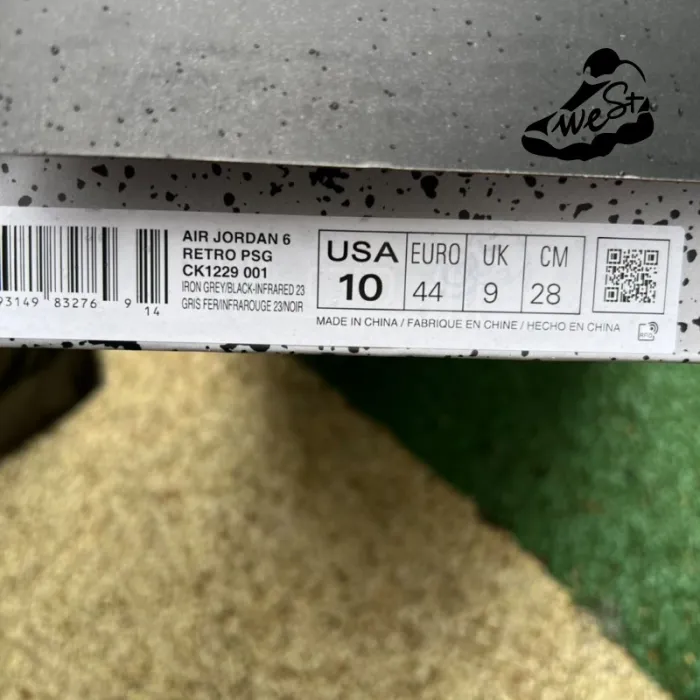 west
AIR JORDAN 6
RETRO PSG
CK1229 001
IRON GREY/BLACK-INFRARED 23
GRIS FER/INFRAROUGE 23/NOIR
93149 83276 9
14
USA EURO UK CM
10 44 9 28
MADE IN CHINA / FABRIQUE EN CHINE / HECHO EN CHINA
RFID